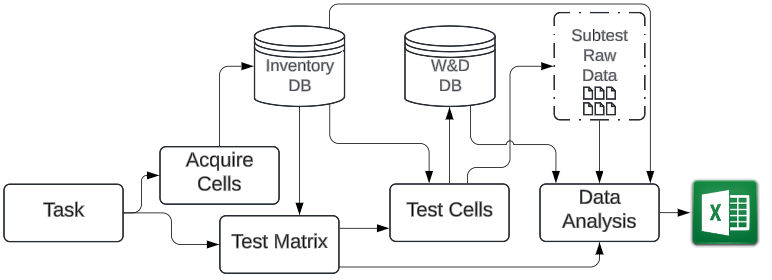 Inventory
DB
W&D
DB
Subtest
Raw
Data
Acquire
Cells
Task
Test Matrix
Test Cells
Data
Analysis
X